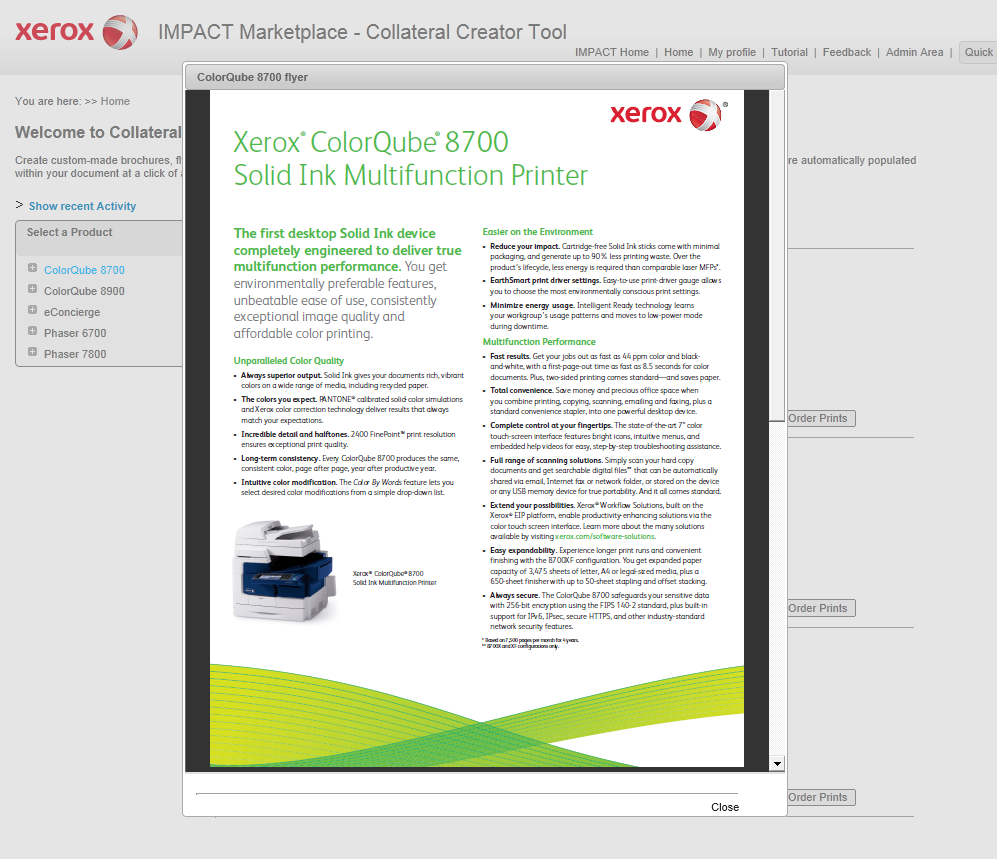 xerox
IMPACT Marketplace - Collateral Creator Tool
IMPACT Home | Home | My profile | Tutorial | Feedback | Admin Area | Quick
You are here: >> Home
Welcome to Collateral
Create custom-made brochures, fl
re automatically populated
within your document at a click of a
> Show recent Activity
Select a Product
ColorQube 8700
ColorQube 8900
eConcierge
Phaser 6700
Phaser 7800
ColorQube 8700 flyer
xerox ®
Xerox® ColorQube® 8700
Solid Ink Multifunction Printer
The first desktop Solid Ink device
completely engineered to deliver true
multifunction performance. You get
environmentally preferable features,
unbeatable ease of use, consistently
exceptional image quality and
affordable color printing.
Unparalleled Color Quality
• Always superior output. Solid Ink gives your documents rich, vibrant
colors on a wide range of media, including recycled paper.
• The colors you expect. PANTONE® calibrated solid-color simulations
and Xerox color correction technology deliver results that always
match your expectations.
• Incredible detail and halftones. 2400 FinePoint™ print resolution
ensures exceptional print quality.
• Long-term consistency. Every ColorQube 8700 produces the same,
consistent color, page after page, year after productive year.
• Intuitive color modification. The Color By Words feature lets you
select desired color modifications from a simple drop-down list.
Xerox® ColorQube® 8700
Solid Ink Multifunction Printer
Easier on the Environment
• Reduce your impact. Cartridge-free Solid Ink sticks come with minimal
packaging, and generate up to 90% less printing waste. Over the
product's lifecycle, less energy is required than comparable laser MFPs*.
• EarthSmart print driver settings. Easy-to-use print-driver gauge allows
you to choose the most environmentally conscious print settings.
• Minimize energy usage. Intelligent Ready technology learns
your workgroup's usage patterns and moves to low-power mode
during downtime.
Multifunction Performance
• Fast results. Get your jobs out as fast as 44 ppm color and black-
and-white, with a first-page-out time as fast as 8.5 seconds for color
documents. Plus, two-sided printing comes standard—and saves paper.
• Total convenience. Save money and precious office space when
you combine printing, copying, scanning, emailing and faxing, plus a
standard convenience stapler, into one powerful desktop device.
• Complete control at your fingertips. The state-of-the-art 7" color
touch-screen interface features bright icons, intuitive menus, and
embedded help videos for easy, step-by-step troubleshooting assistance.
• Full range of scanning solutions. Simply scan your hard copy
documents and get searchable digital files** that can be automatically
shared via email, Internet fax or network folder, or stored on the device
or any USB memory device for true portability. And it all comes standard.
• Extend your possibilities. Xerox® Workflow Solutions, built on the
Xerox® EIP platform, enable productivity-enhancing solutions via the
color touch screen interface. Learn more about the many solutions
available by visiting xerox.com/software-solutions.
• Easy expandability. Experience longer print runs and convenient
finishing with the 8700XF configuration. You get expanded paper
capacity of 3,475 sheets of letter, A4 or legal-sized media, plus a
650-sheet finisher with up to 50-sheet stapling and offset stacking.
• Always secure. The ColorQube 8700 safeguards your sensitive data
with 256-bit encryption using the FIPS 140-2 standard, plus built-in
support for IPv6, IPsec, secure HTTPS, and other industry-standard
network security features.
* Based on 7,500 pages per month for 4 years.
** 8700X and XF configurations only.
Order Prints
Order Prints
Order Prints
Close